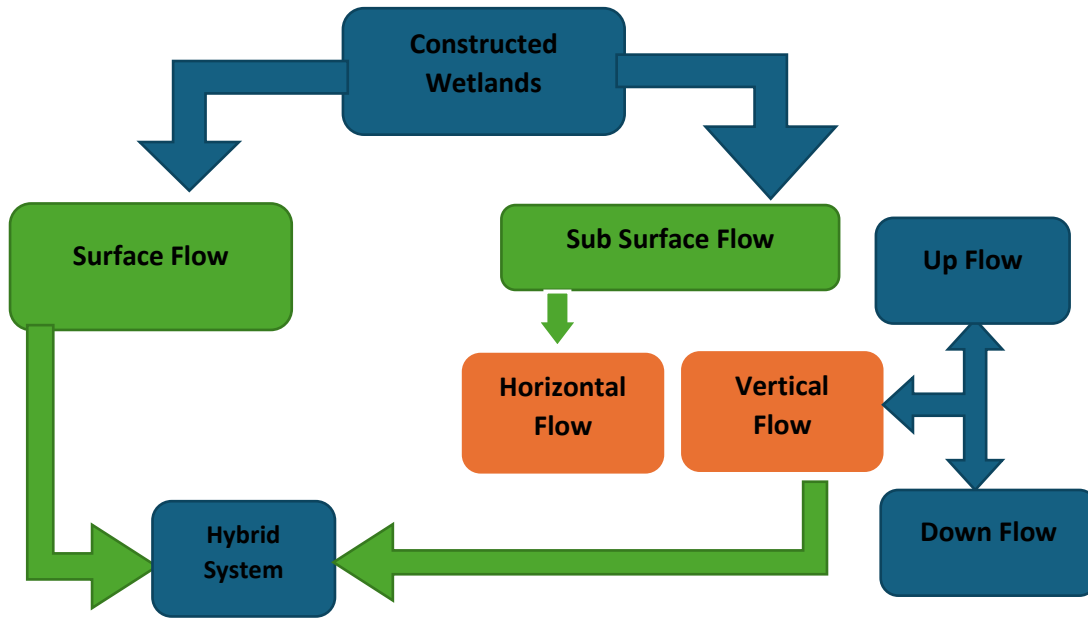 Constructed
Wetlands
Surface Flow
Sub Surface Flow
Up Flow
Horizontal
Flow
Vertical
Flow
Hybrid
System
Down Flow